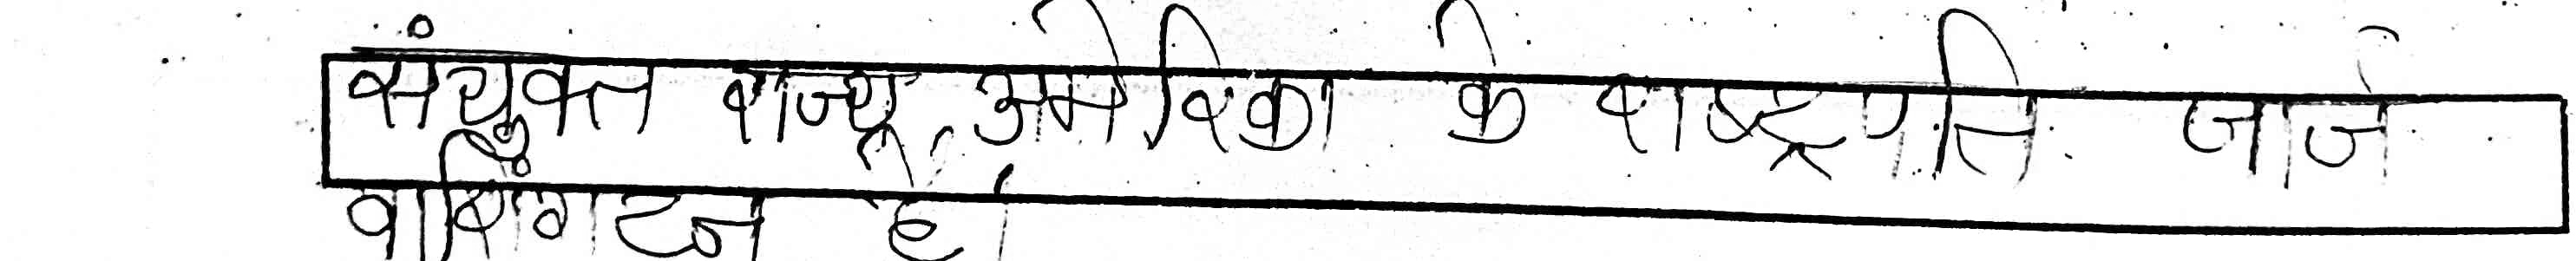 संयुक्त राज्य अमेरिका के राष्ट्रपति जार्ज
वाशिंगटन है।